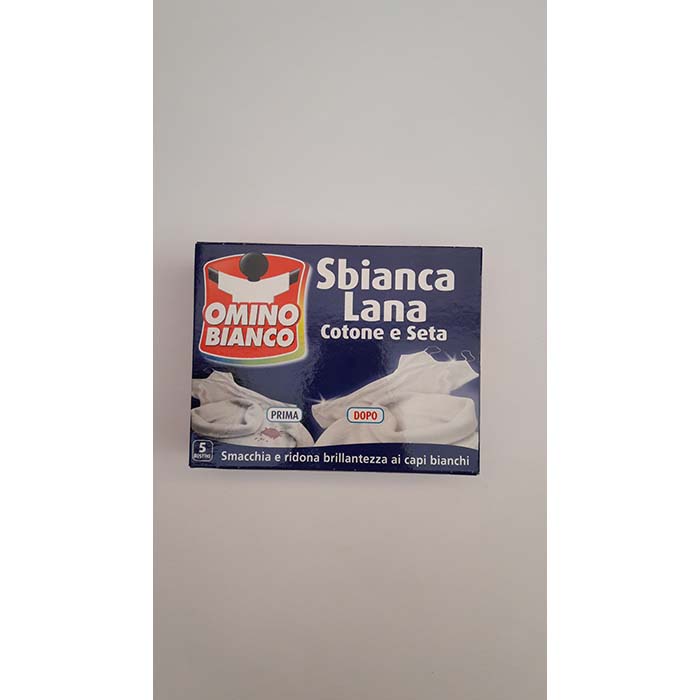 OMINO
BIANCO
Sbianca
Lana
Cotone e Seta
PRIMA
DOPO
5
BUSTINE
Smacchia e ridona brillantezza ai capi bianchi